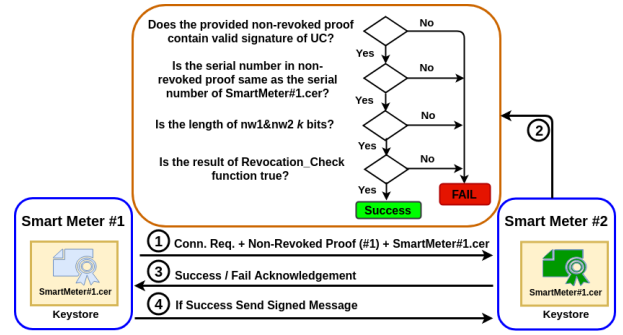 Does the provided non-revoked proof
contain valid signature of UC?
No
Yes
Is the serial number in non-
revoked proof same as the serial
number of SmartMeter#1.cer?
No
Yes
Is the length of nw1&nw2 k bits?
No
Yes
Is the result of Revocation_Check
function true?
No
Yes
Success
FAIL
2
Smart Meter #1
SmartMeter#1.cer
Keystore
1 Conn. Req. + Non-Revoked Proof (#1) + SmartMeter#1.cer
3 Success / Fail Acknowledgement
4 If Success Send Signed Message
Smart Meter #2
SmartMeter#1.cer
Keystore